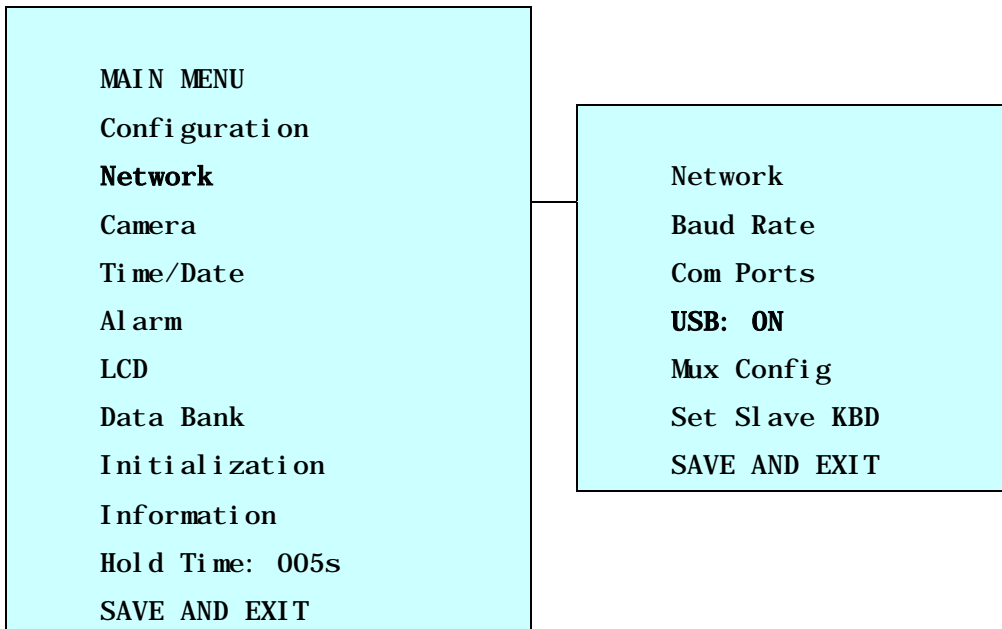 MAIN MENU
Configuration
Network
Camera
Time/Date
Alarm
LCD
Data Bank
Initialization
Information
Hold Time: 005s
SAVE AND EXIT
Network
Baud Rate
Com Ports
USB: ON
Mux Config
Set Slave KBD
SAVE AND EXIT